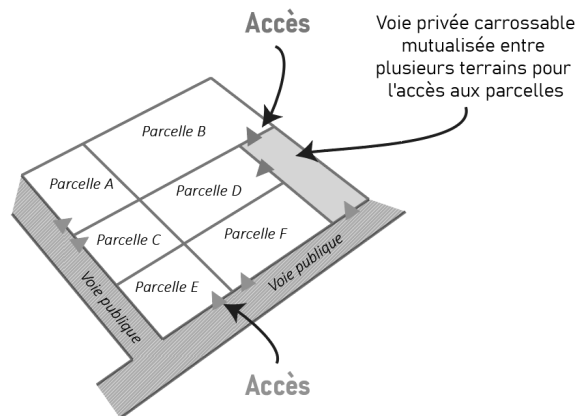 Accès
Voie privée carrossable
mutualisée entre
plusieurs terrains pour
l'accès aux parcelles
Parcelle B
Parcelle A
Parcelle D
Parcelle C
Parcelle F
Parcelle E
Voie publique
Voie publique
Accès